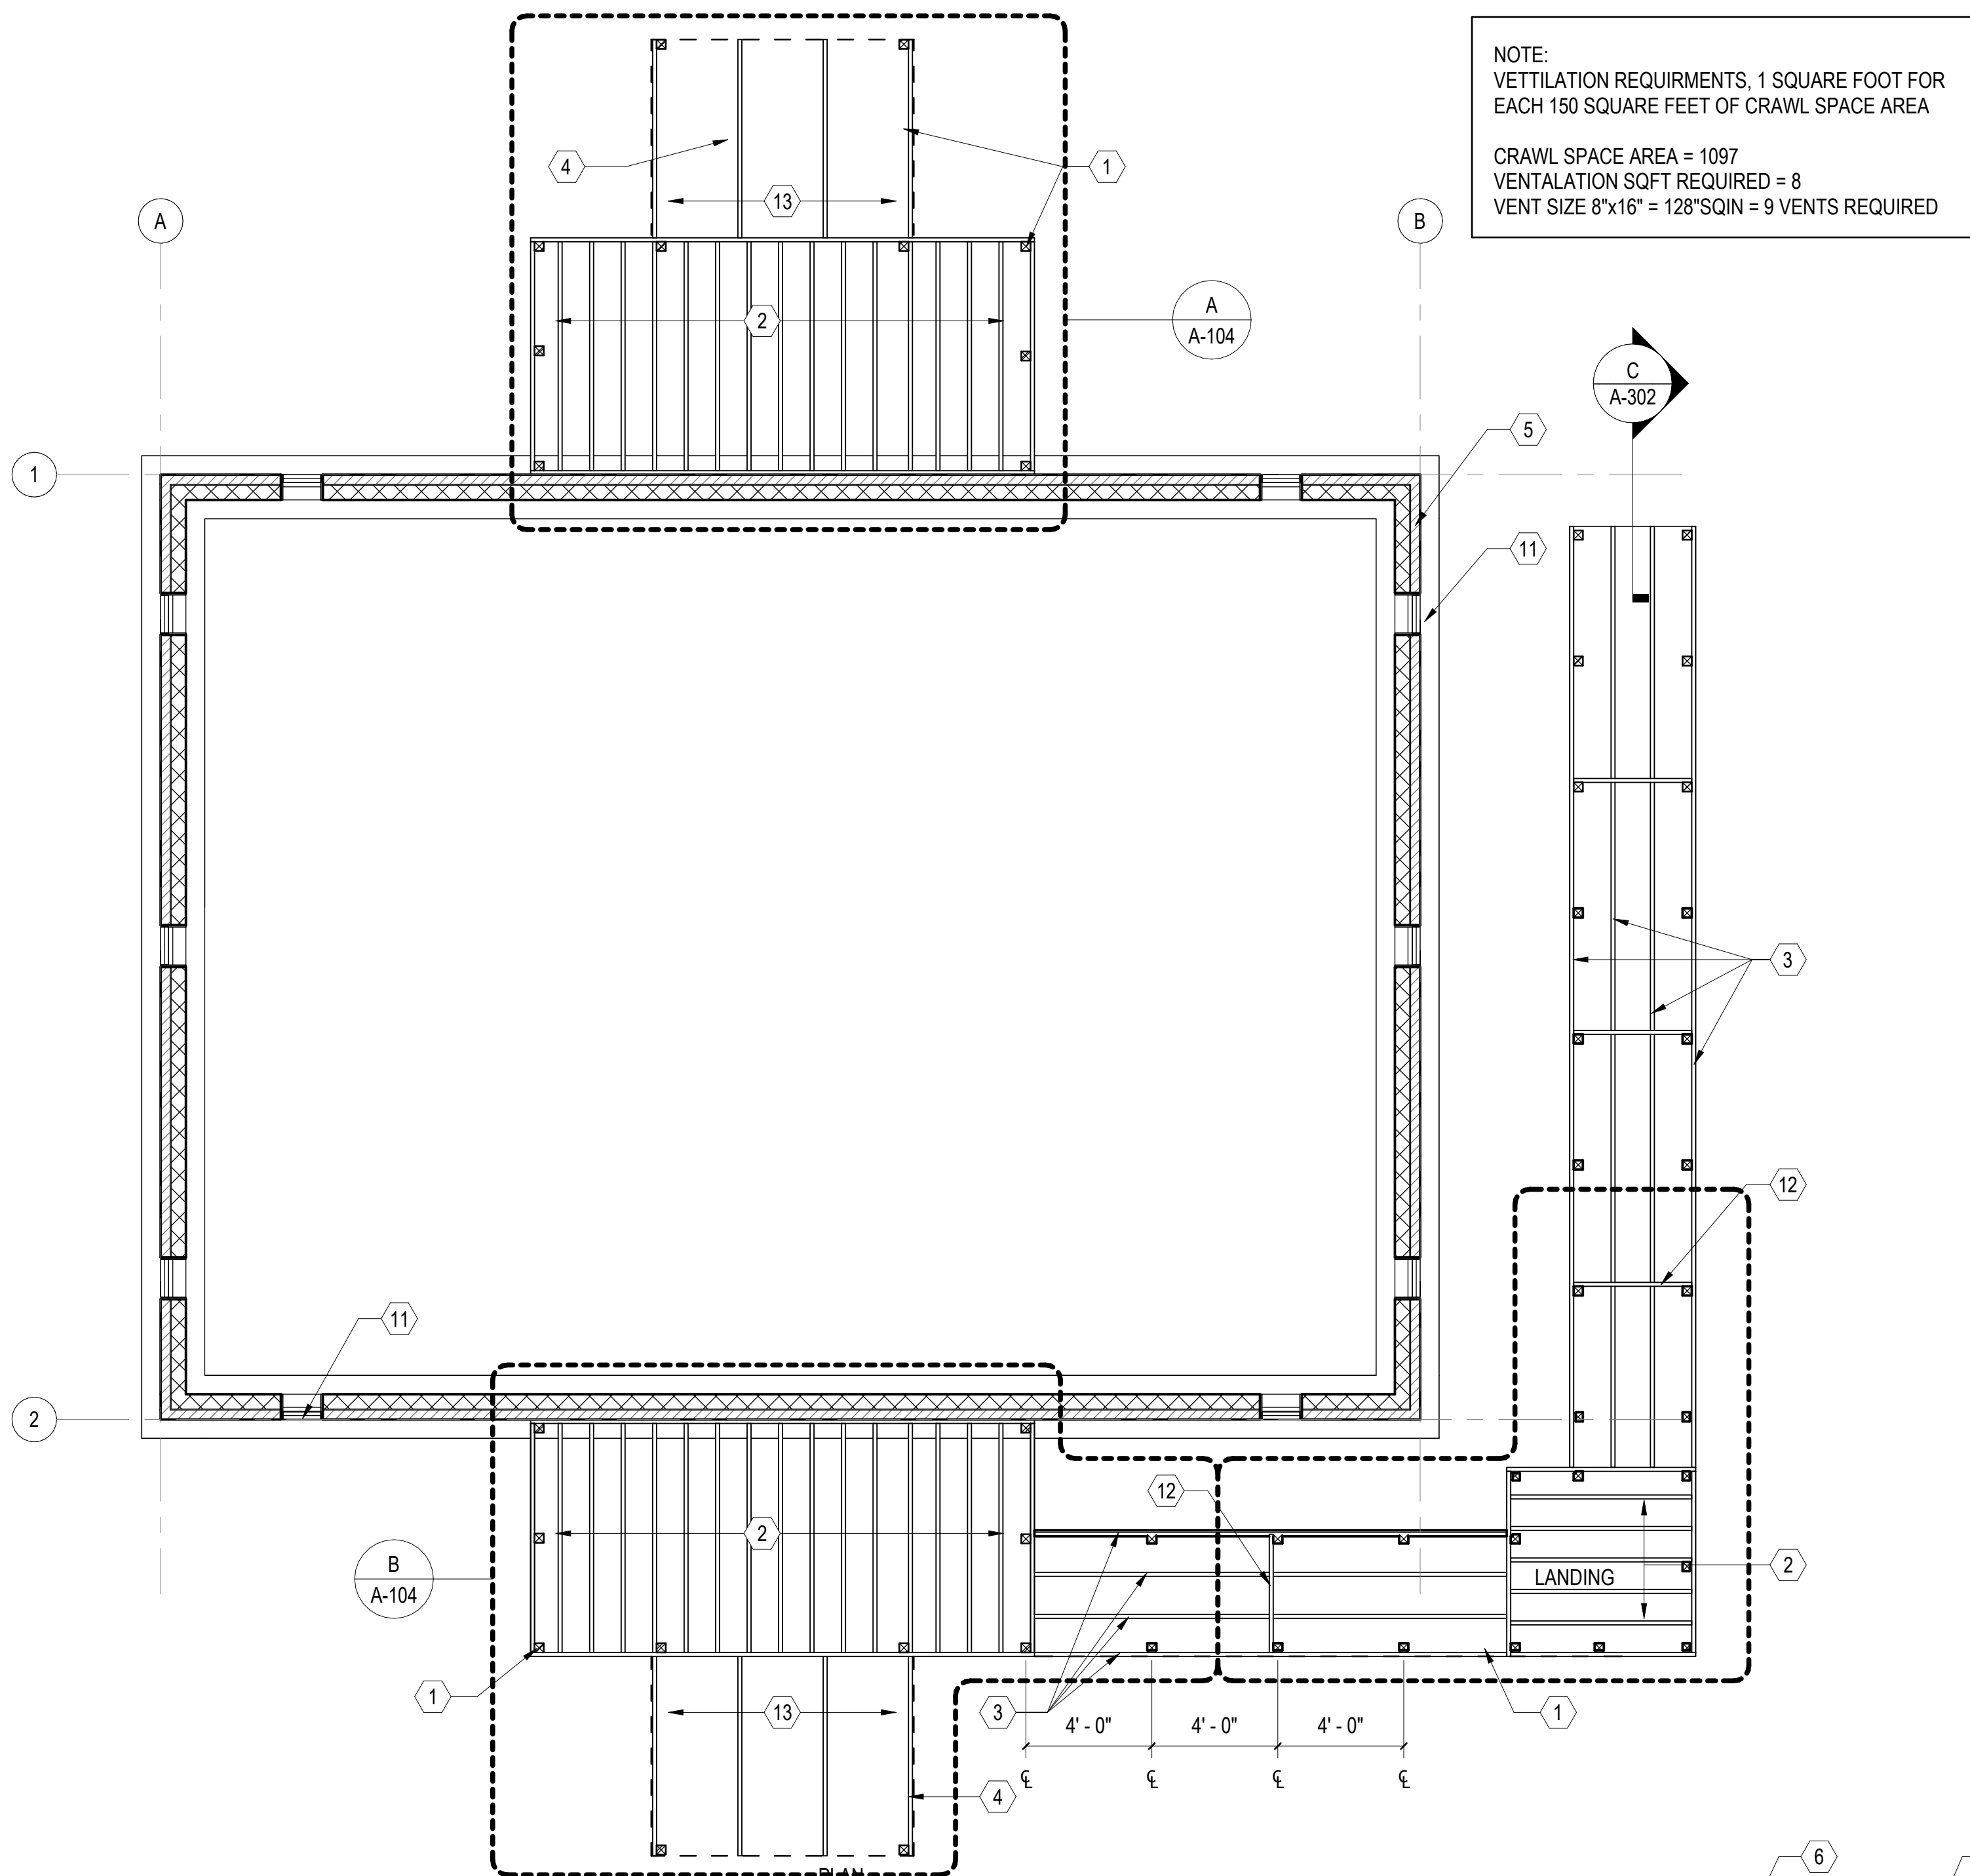 NOTE:
VETTILATION REQUIRMENTS, 1 SQUARE FOOT FOR
EACH 150 SQUARE FEET OF CRAWL SPACE AREA
CRAWL SPACE AREA = 1097
VENTALATION SQFT REQUIRED = 8
VENT SIZE 8"x16" = 128"SQIN = 9 VENTS REQUIRED
4
1
13
A
B
2
A
A-104
C
A-302
5
1
11
3
12
11
2
12
2
B
A-104
LANDING
2
1
13
3
4' - 0"
4' - 0"
4' - 0"
1
℄
℄
℄
℄
4
PLAN
6